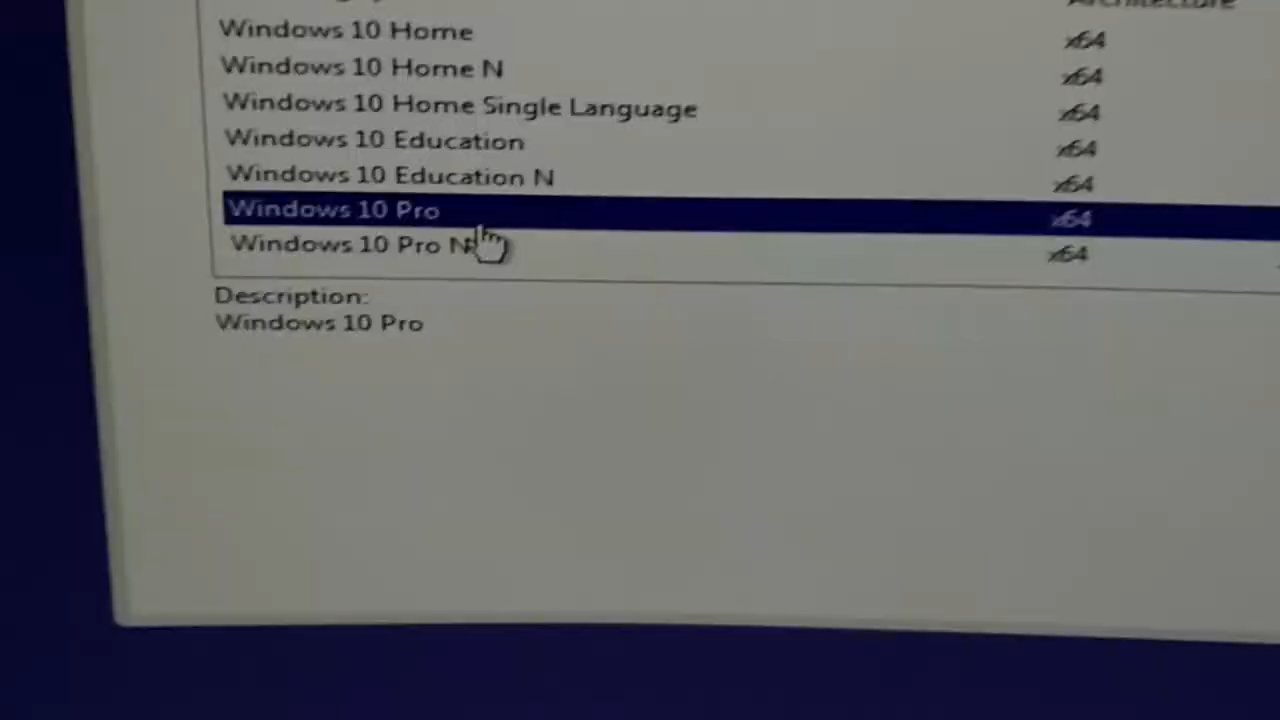 Architecture
Windows 10 Home x64
Windows 10 Home N x64
Windows 10 Home Single Language x64
Windows 10 Education x64
Windows 10 Education N x64
Windows 10 Pro x64
Windows 10 Pro N x64
Description:
Windows 10 Pro